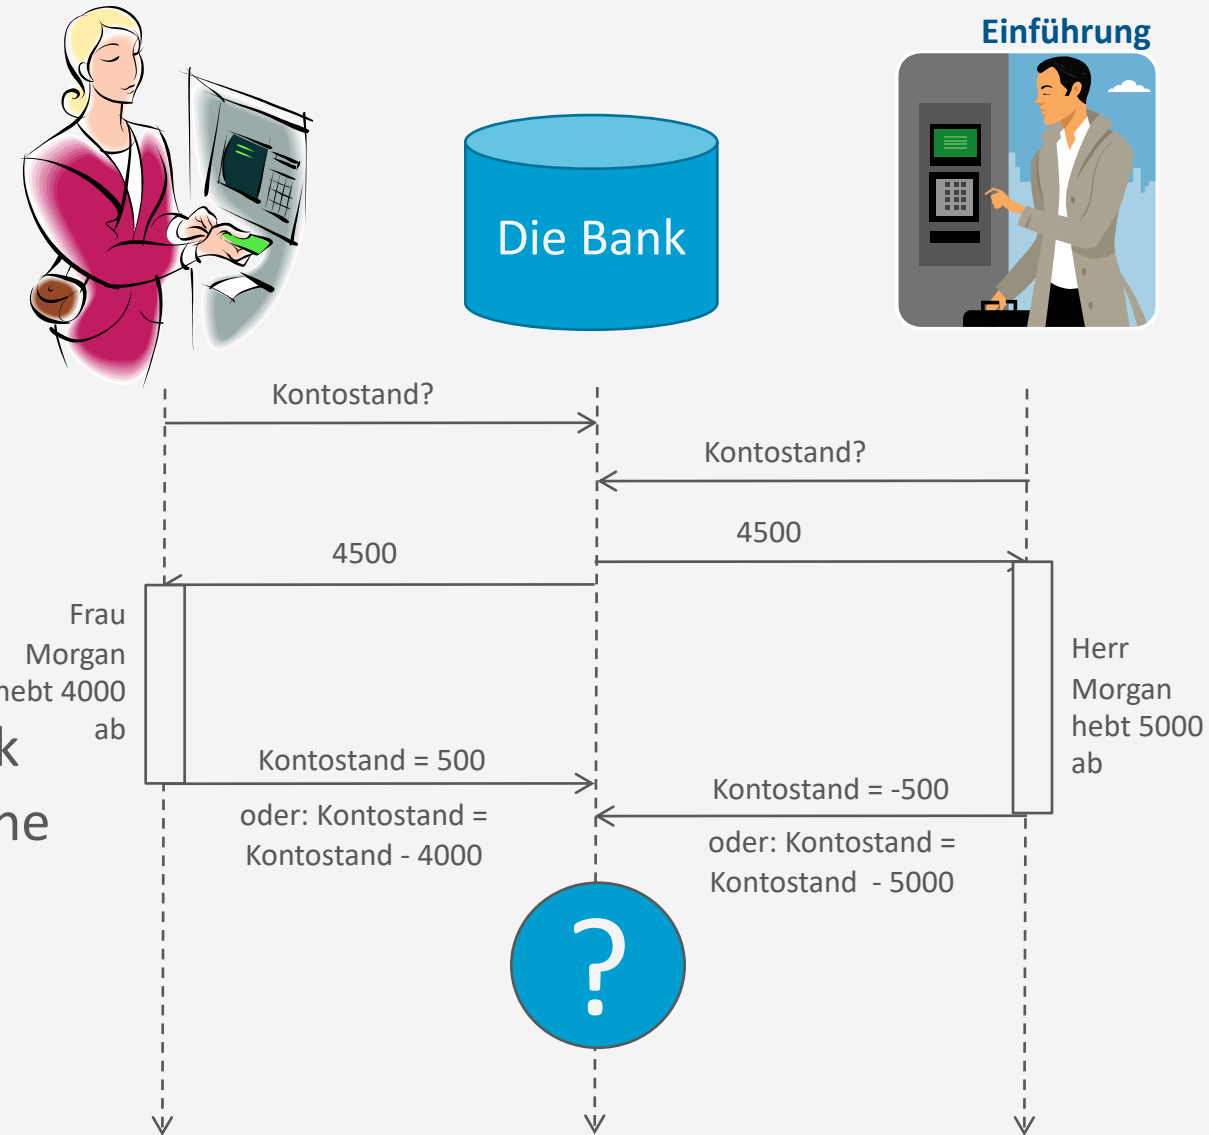 Einführung
Die Bank
Kontostand?
Kontostand?
4500
4500
Frau
Morgan
hebt 4000
ab
Herr
Morgan
hebt 5000
ab
Kontostand = 500
oder: Kontostand =
Kontostand - 4000
Kontostand = -500
oder: Kontostand =
Kontostand - 5000
?